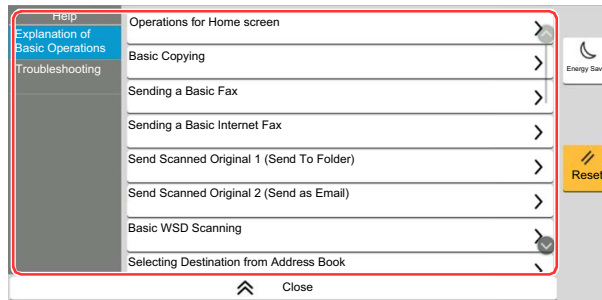 Help
Explanation of
Basic Operations
Troubleshooting
Operations for Home screen
Basic Copying
Sending a Basic Fax
Sending a Basic Internet Fax
Send Scanned Original 1 (Send To Folder)
Send Scanned Original 2 (Send as Email)
Basic WSD Scanning
Selecting Destination from Address Book
Close
Energy Sav
Reset